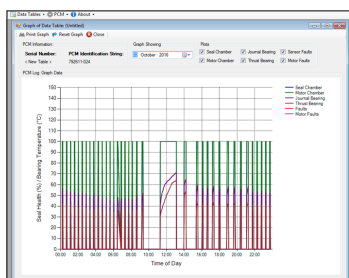 Data Tables PCM About
Graph of Data Table (Untitled)
Print Graph Reset Graph Close
PCM Information:
Serial Number: PCM Identification String:
< New Table > 792611-024
Graph Showing
October 2016
Plots
Seal Chamber Journal Bearing Sensor Faults
Motor Chamber Thrust Bearing Motor Faults
PCM Log: Graph Data
Seal Health (%) / Bearing Temperature (°C)
150
140
130
120
110
100
90
80
70
60
50
40
30
20
10
0
00:00 02:00 04:00 06:00 08:00 10:00 12:00 14:00 16:00 18:00 20:00 22:00
Time of Day
Seal Chamber
Motor Chamber
Journal Bearing
Thrust Bearing
Faults
Motor Faults